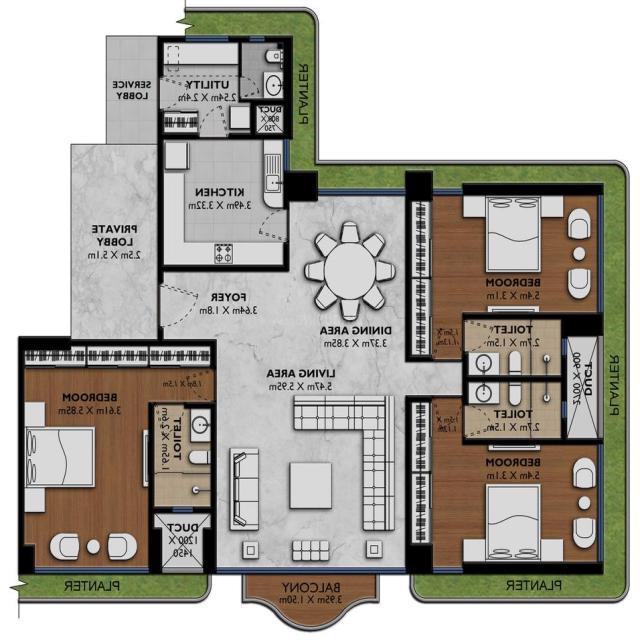 SERVICE
LOBBY
UTILITY
2.54m X 2.4m
DUCT
800 X
750
PLANTER
KITCHEN
3.49m X 3.32m
PRIVATE
LOBBY
2.5m X 5.1m
FOYER
3.64m X 1.8m
DINING AREA
3.37m X 3.85m
BEDROOM
5.4m X 3.1m
TOILET
2.7m X 1.5m
DUCT
2700 X 900
PLANTER
LIVING AREA
5.47m X 5.95m
BEDROOM
3.61m X 5.85m
TOILET
1.65m X 2.6m
TOILET
2.7m X 1.5m
BEDROOM
5.4m X 3.1m
DUCT
1200 X
1450
PLANTER
BALCONY
3.95m X 1.50m
PLANTER